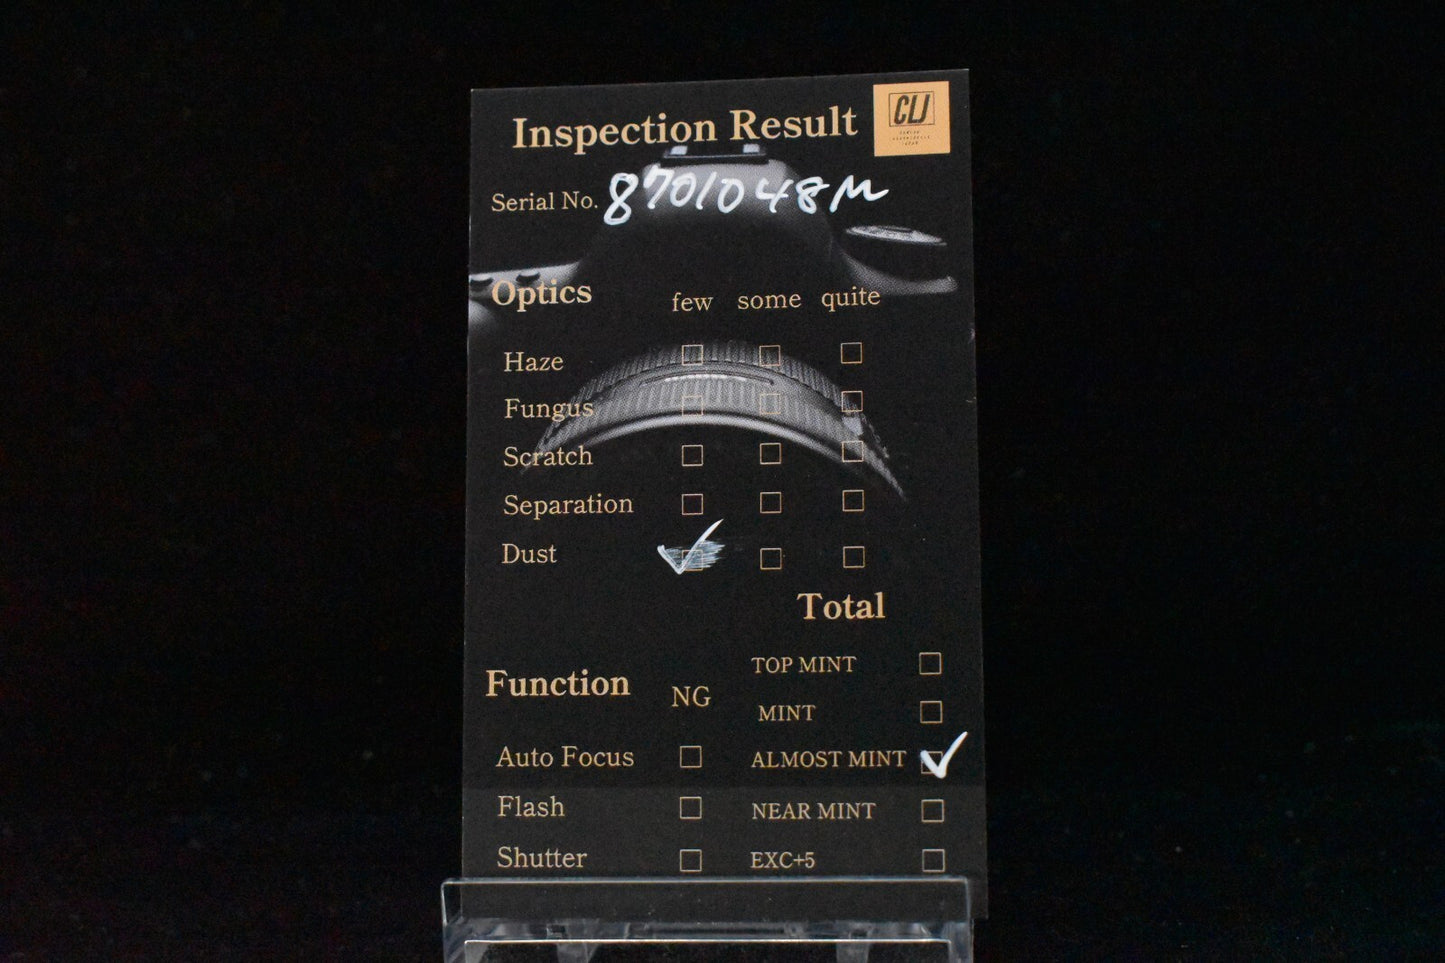 Inspection Result
CLJ
Serial No. 8701048M
Optics few some quite
Haze
Fungus
Scratch
Separation
Dust
Total
TOP MINT
Function NG
MINT
Auto Focus ALMOST MINT
Flash NEAR MINT
Shutter EXC+5